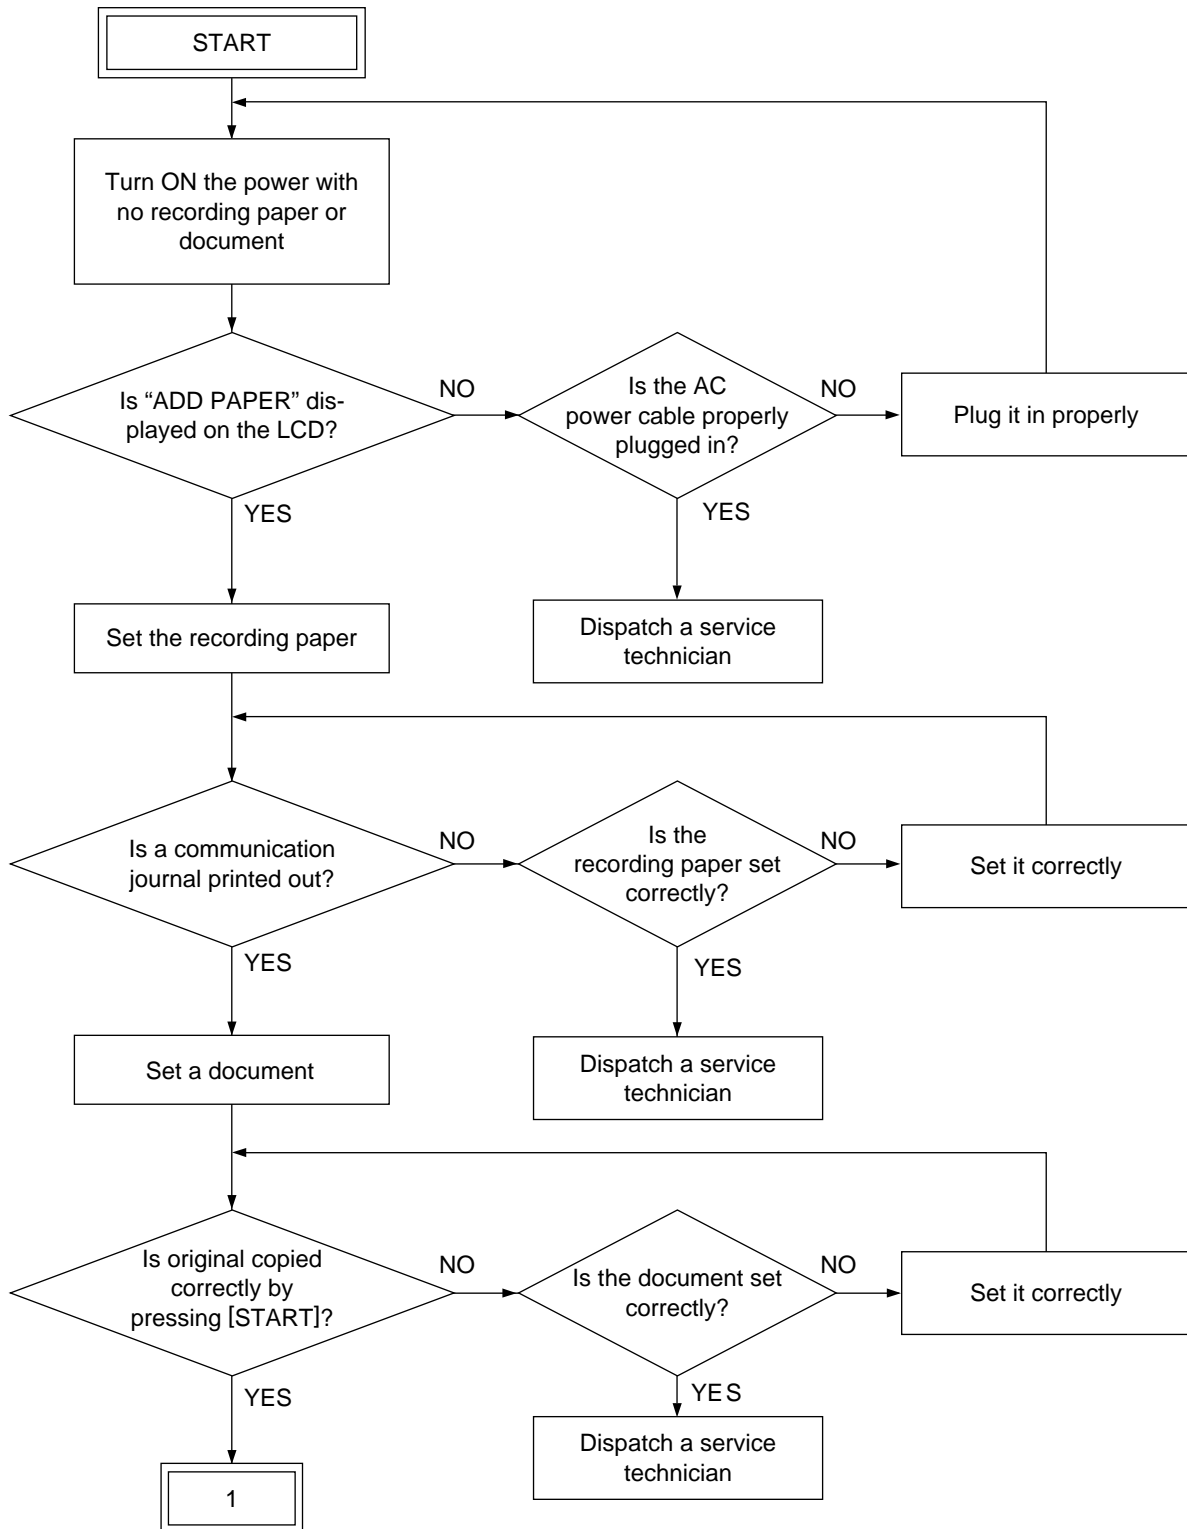 START
Turn ON the power with
no recording paper or
document
Is “ADD PAPER” dis-
played on the LCD?
NO
Is the AC
power cable properly
plugged in?
NO
Plug it in properly
YES
YES
Set the recording paper
Dispatch a service
technician
Is a communication
journal printed out?
NO
Is the
recording paper set
correctly?
NO
Set it correctly
YES
YES
Set a document
Dispatch a service
technician
Is original copied
correctly by
pressing [START]?
NO
Is the document set
correctly?
NO
Set it correctly
YES
YES
Dispatch a service
technician
1